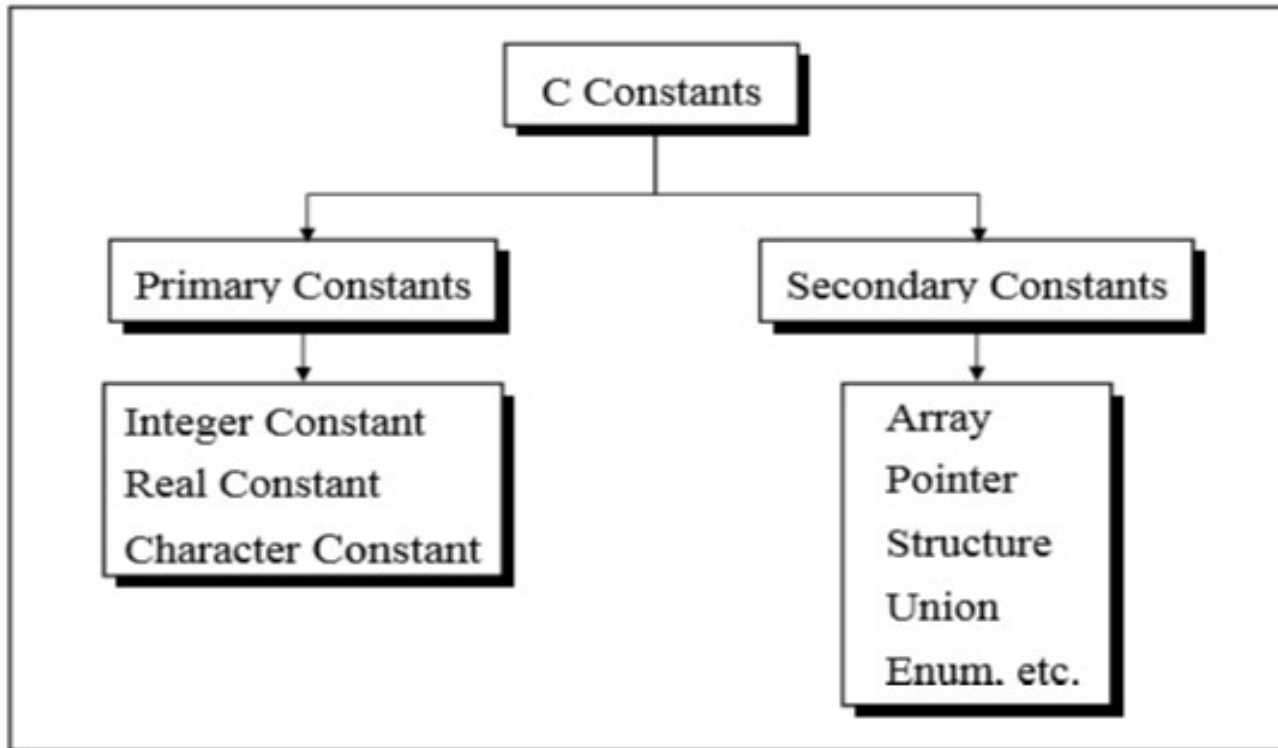 C Constants
Primary Constants
Secondary Constants
Integer Constant
Real Constant
Character Constant
Array
Pointer
Structure
Union
Enum. etc.